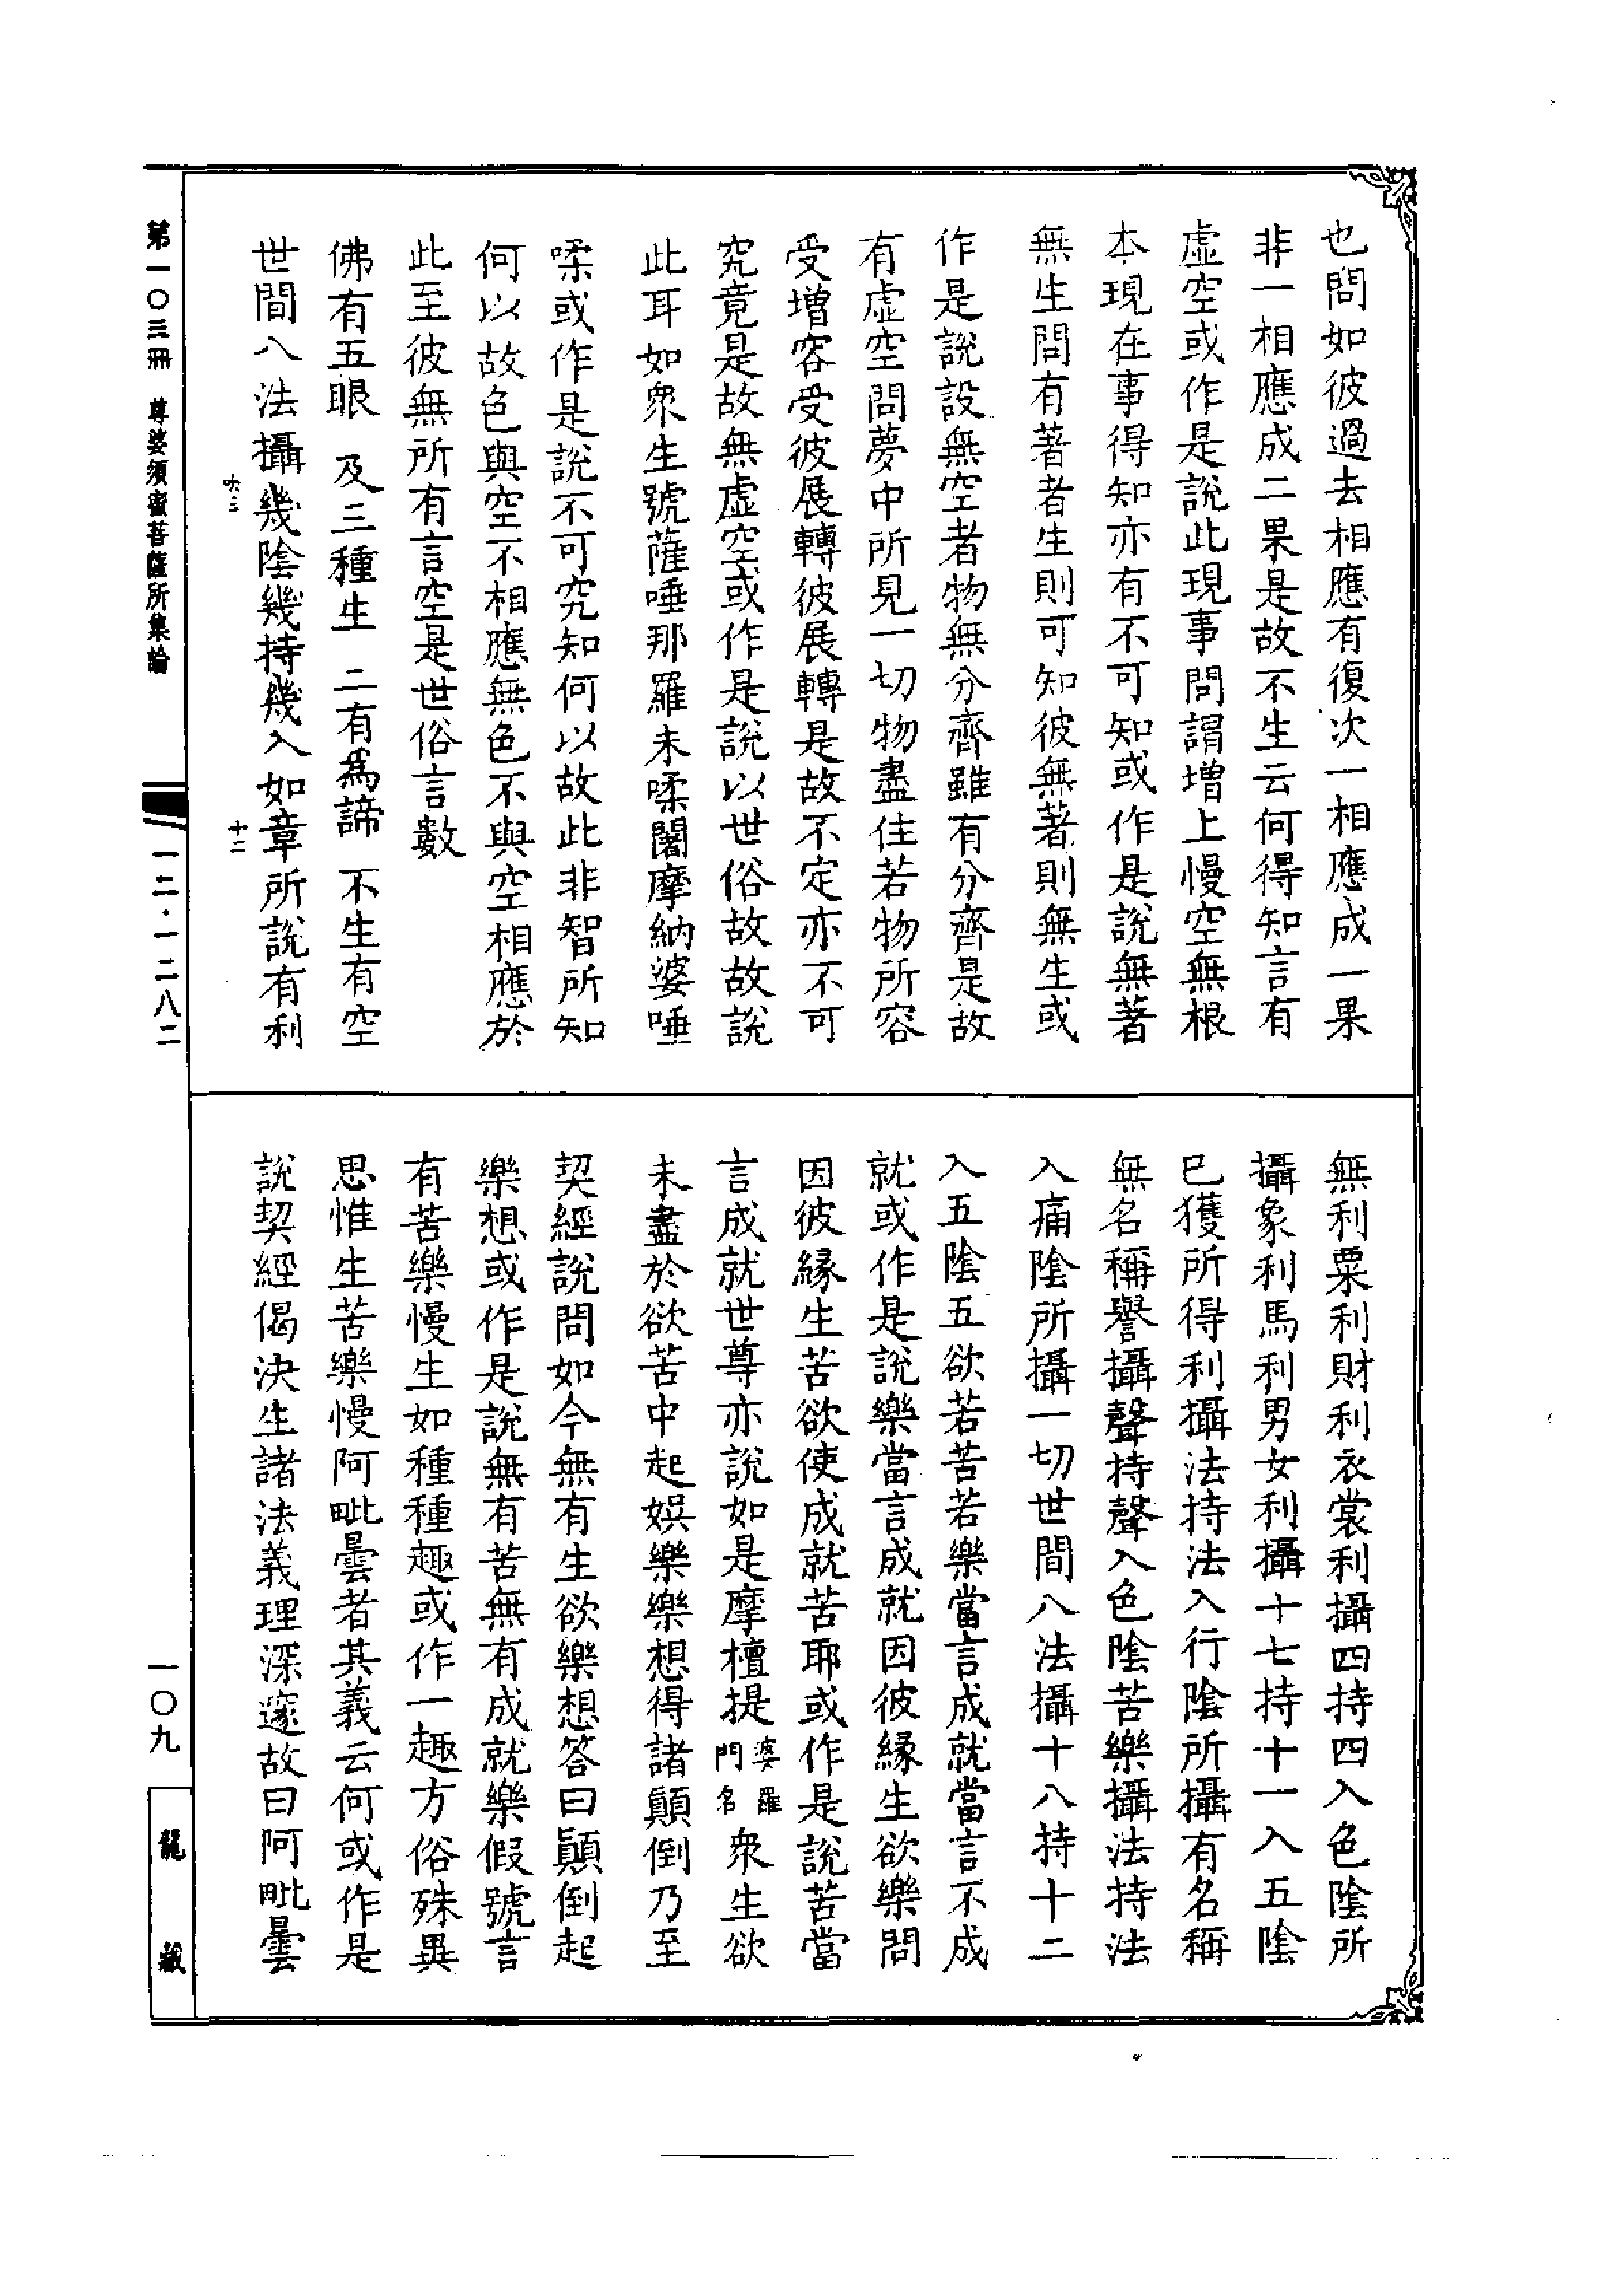 也問如彼過去相應有復次一相應成一果
非一相應成二果是故不生云何得知言有
虛空或作是說此現事問謂增上慢空無根
本現在事得知亦有不可知或作是說無著
無生問有著者生則可知彼無著則無生或
作是說設無空者物無分齊雖有分齊是故
有虛空問夢中所見一切物盡住若物所容
受增容受彼展轉彼展轉是故不定亦不可
究竟是故無虛空或作是說以世俗故故說
此耳如眾生號薩唾那羅未喍闍摩納婆唾
喍或作是說不可究知何以故此非智所知
何以故色與空不相應無色不與空相應於
此至彼無所有言空是世俗言數
佛有五眼 及三種生 二有為諦 不生有空
世間八法攝幾陰幾持幾入如章所說有利
無利粟利財利衣裳利攝四持四入色陰所
攝象利馬利男女利攝十七持十一入五陰
已獲所得利攝法持法入行陰所攝有名稱
無名稱譽攝聲持聲入色陰苦樂攝法持法
入痛陰所攝一切世間八法攝十八持十二
入五陰五欲若苦若樂當言成就當言不成
就或作是說樂當言成就因彼緣生欲樂問
因彼緣生苦欲使成就苦耶或作是說苦當
言成就世尊亦說如是摩檀提婆羅門名眾生欲
未盡於欲苦中起娛樂樂想得諸顛倒乃至
契經說問如今無有生欲樂想答曰顛倒起
樂想或作是說無有苦無有成就樂假號言
有苦樂慢生如種種趣或作一趣方俗殊異
思惟生苦樂慢阿毗曇者其義云何或作是
說契經偈決生諸法義理深邃故曰阿毗曇
第一〇三冊 尊婆須蜜菩薩所集論
一二·一二八二
一〇九
龍藏
十二